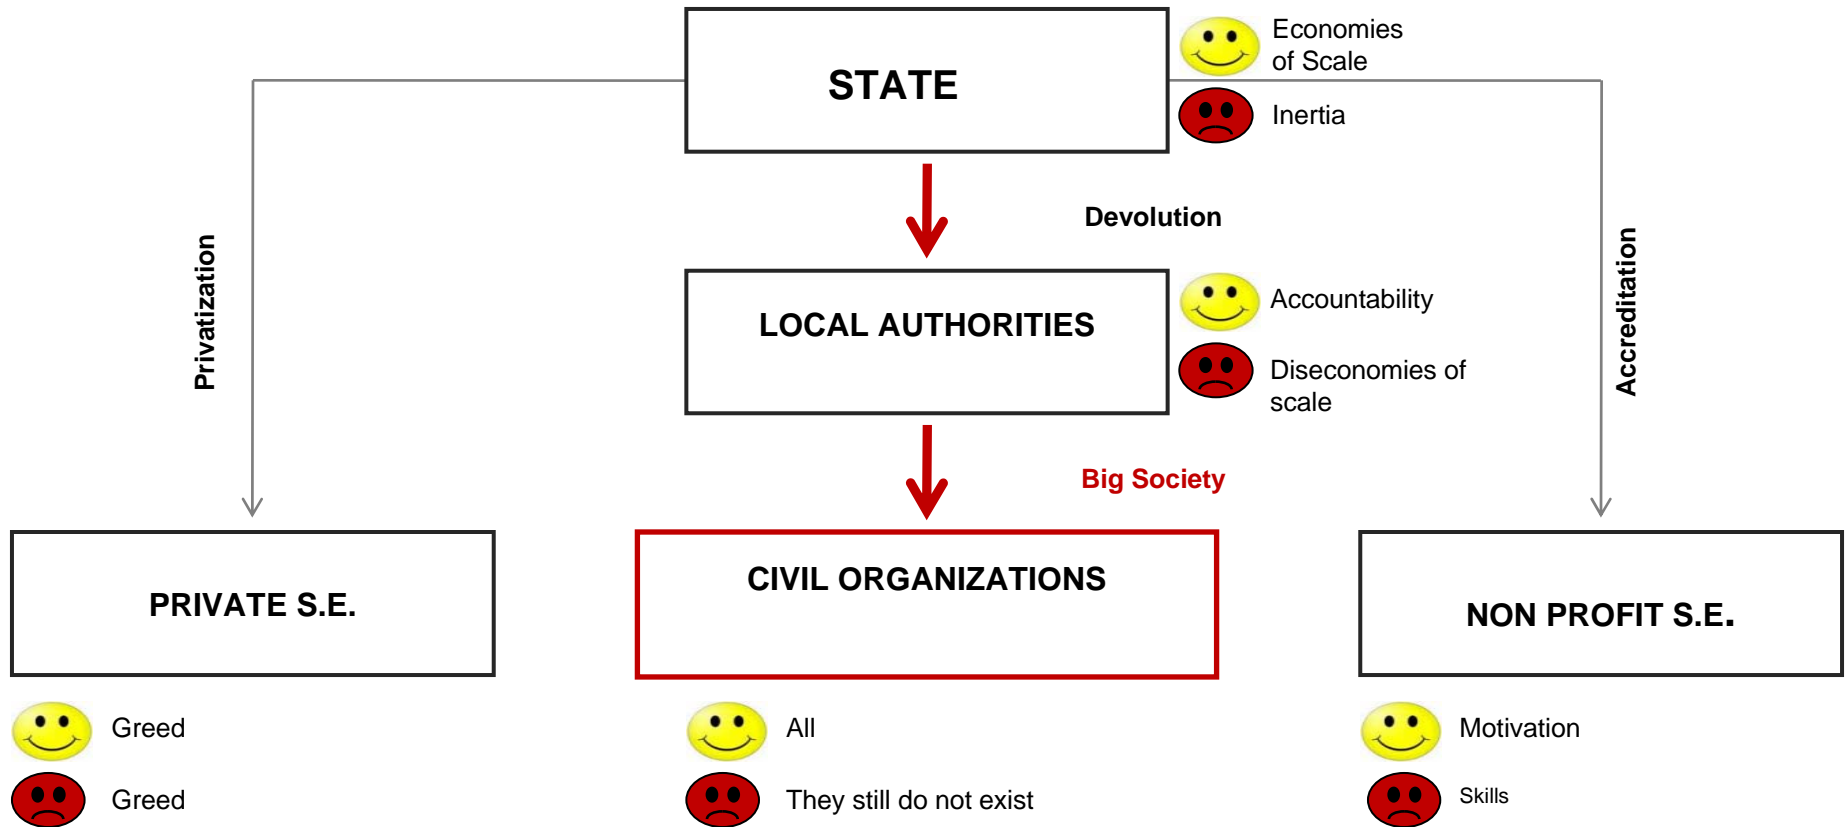 STATE
Economies
of Scale
Inertia
Privatization
Devolution
Accreditation
LOCAL AUTHORITIES
Accountability
Diseconomies of
scale
Big Society
PRIVATE S.E.
CIVIL ORGANIZATIONS
NON PROFIT S.E.
Greed
All
Motivation
Greed
They still do not exist
Skills